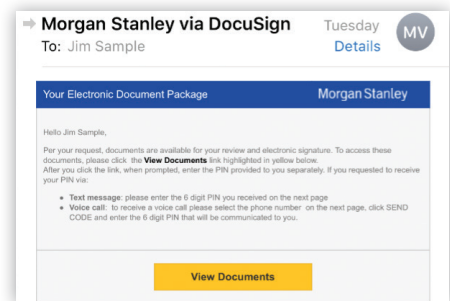 Morgan Stanley via DocuSign
Tuesday
MV
To: Jim Sample
Details
Your Electronic Document Package
Morgan Stanley
Hello Jim Sample,
Per your request, documents are available for your review and electronic signature. To access these
documents, please click the View Documents link highlighted in yellow below.
After you click the link, when prompted, enter the PIN provided to you separately. If you requested to receive
your PIN via:
• Text message: please enter the 6 digit PIN you received on the next page
• Voice call: to receive a voice call please select the phone number on the next page, click SEND
CODE and enter the 6 digit PIN that will be communicated to you.
View Documents